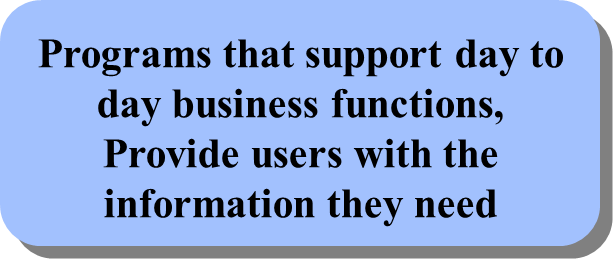 Programs that support day to
day business functions,
Provide users with the
information they need